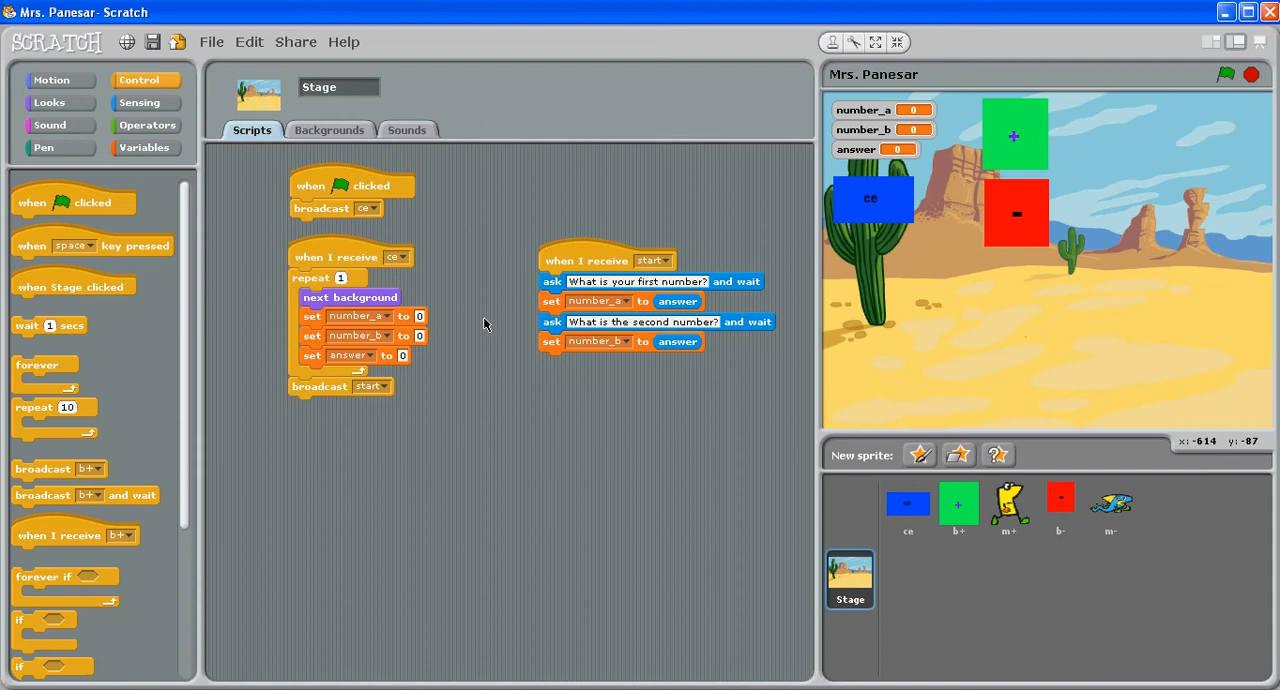 Mrs. Panesar- Scratch
SCRATCH File Edit Share Help
Motion Control
Looks Sensing
Sound Operators
Pen Variables
when clicked
when space key pressed
when Stage clicked
wait 1 secs
forever
repeat 10
broadcast b+
broadcast b+ and wait
when I receive b+
forever if
if
if
Stage
Scripts Backgrounds Sounds
when clicked
broadcast ce
when I receive ce
repeat 1
next background
set number_a to 0
set number_b to 0
set answer to 0
broadcast start
when I receive start
ask What is your first number? and wait
set number_a to answer
ask What is the second number? and wait
set number_b to answer
Mrs. Panesar
number_a 0
number_b 0
answer 0
+
ce
-
x: -614 y: -87
New sprite:
ce b+ m+ b- m-
Stage